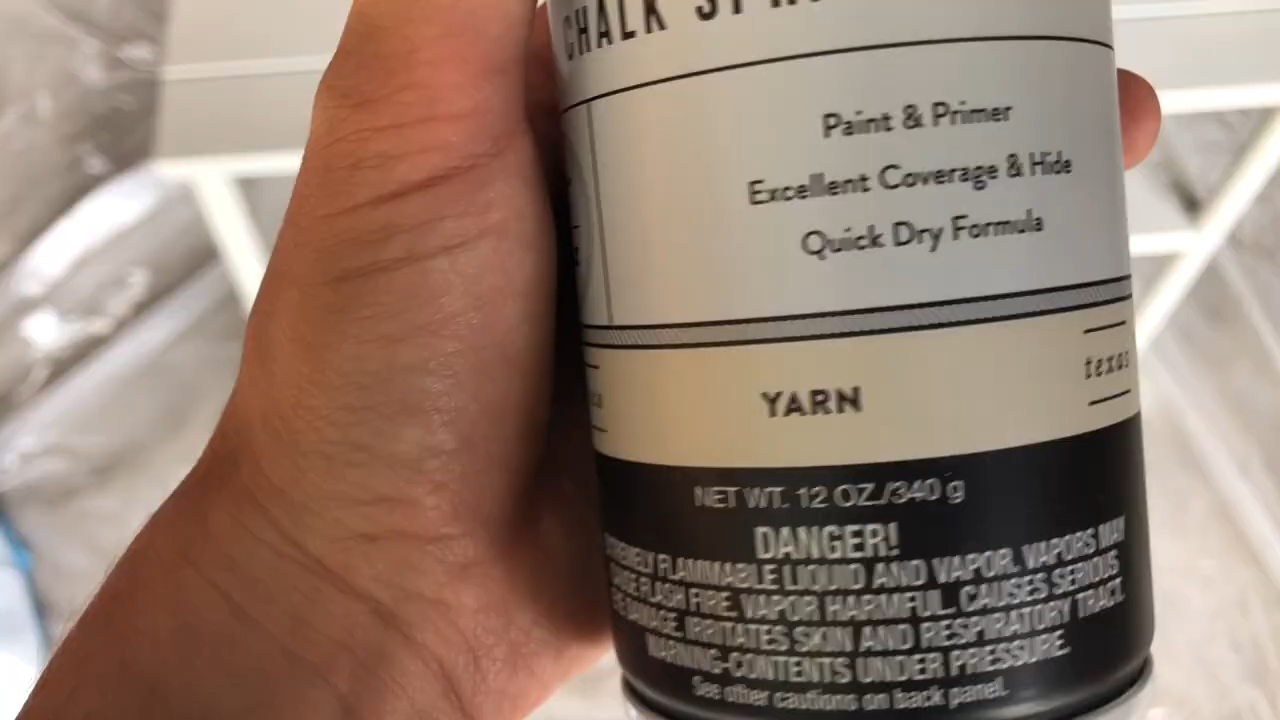 CHALK
Paint & Primer
Excellent Coverage & Hide
Quick Dry Formula
texas
YARN
NET WT. 12 OZ./340 g
DANGER!
FLAMMABLE LIQUID AND VAPOR. VAPORS MAY
FLASH FIRE. VAPOR HARMFUL. CAUSES SERIOUS
DAMAGE. IRRITATES SKIN AND RESPIRATORY TRACT.
WARNING-CONTENTS UNDER PRESSURE.
See other cautions on back panel.